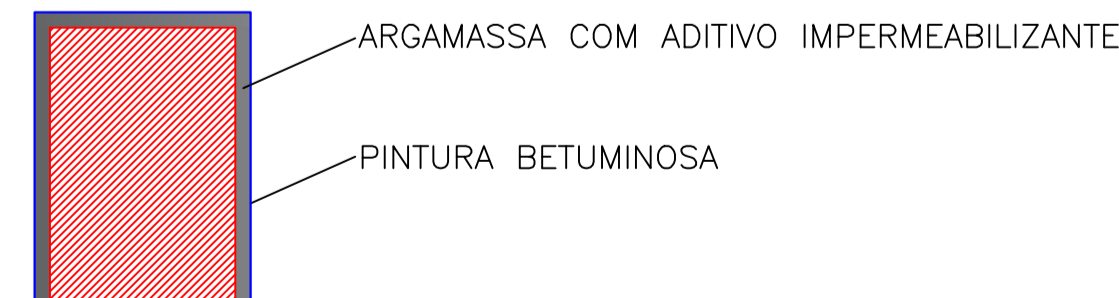 ARGAMASSA COM ADITIVO IMPERMEABILIZANTE
PINTURA BETUMINOSA